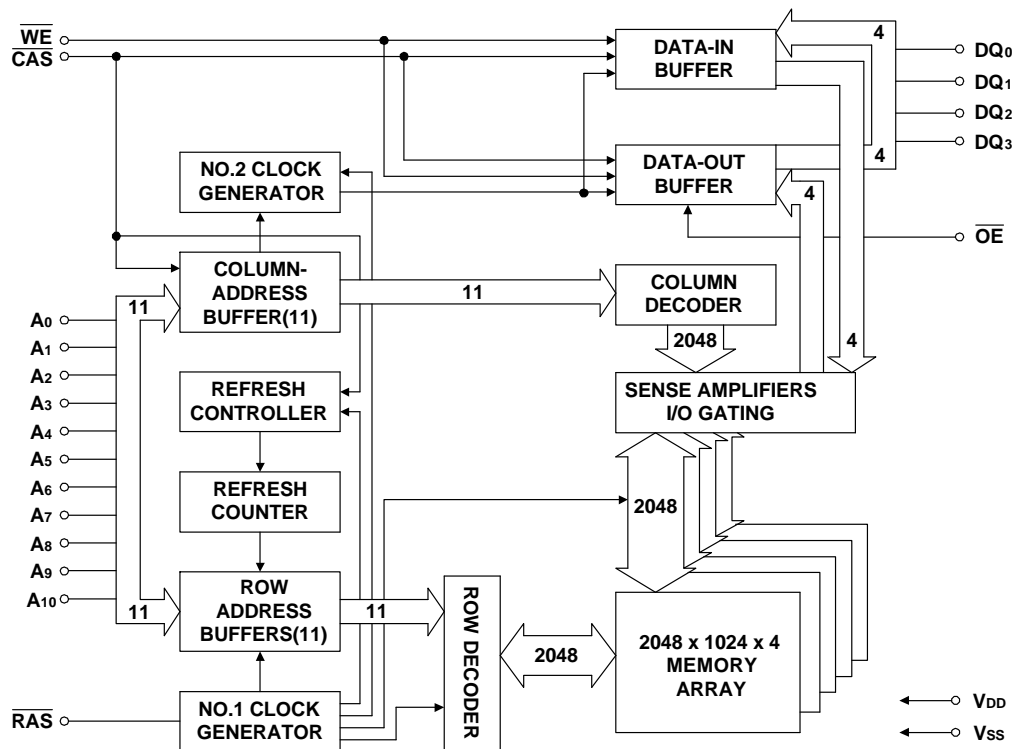 WE
CAS
DATA-IN
BUFFER
4
DQ0
DQ1
DQ2
DQ3
NO.2 CLOCK
GENERATOR
DATA-OUT
BUFFER
4
4
OE
COLUMN-
ADDRESS
BUFFER(11)
11
11
COLUMN
DECODER
2048
4
A0
A1
A2
A3
A4
A5
A6
A7
A8
A9
A10
REFRESH
CONTROLLER
SENSE AMPLIFIERS
I/O GATING
REFRESH
COUNTER
2048
ROW
ADDRESS
BUFFERS(11)
11
11
ROW DECODER
2048
2048 x 1024 x 4
MEMORY
ARRAY
RAS
NO.1 CLOCK
GENERATOR
VDD
VSS